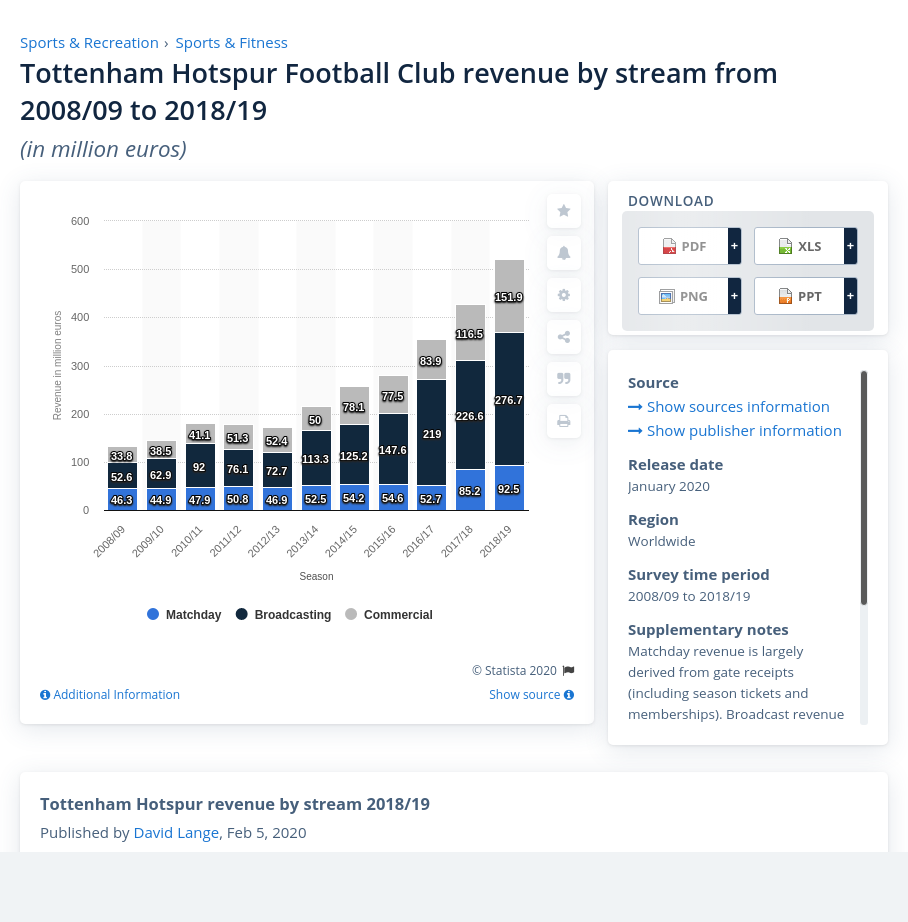 Sports & Recreation › Sports & Fitness
Tottenham Hotspur Football Club revenue by stream from
2008/09 to 2018/19
(in million euros)
DOWNLOAD
PDF + XLS +
PNG + PPT +
600
500
400
300
200
100
0
Revenue in million euros
33.8 38.5 41.1 51.3 52.4 50 78.1 77.5 83.9 116.5 151.9
52.6 62.9 92 76.1 72.7 113.3 125.2 147.6 219 226.6 276.7
46.3 44.9 47.9 50.8 46.9 52.5 54.2 54.6 52.7 85.2 92.5
2008/09 2009/10 2010/11 2011/12 2012/13 2013/14 2014/15 2015/16 2016/17 2017/18 2018/19
Season
Matchday Broadcasting Commercial
© Statista 2020
Additional Information Show source
Source
Show sources information
Show publisher information
Release date
January 2020
Region
Worldwide
Survey time period
2008/09 to 2018/19
Supplementary notes
Matchday revenue is largely
derived from gate receipts
(including season tickets and
memberships). Broadcast revenue
Tottenham Hotspur revenue by stream 2018/19
Published by David Lange, Feb 5, 2020